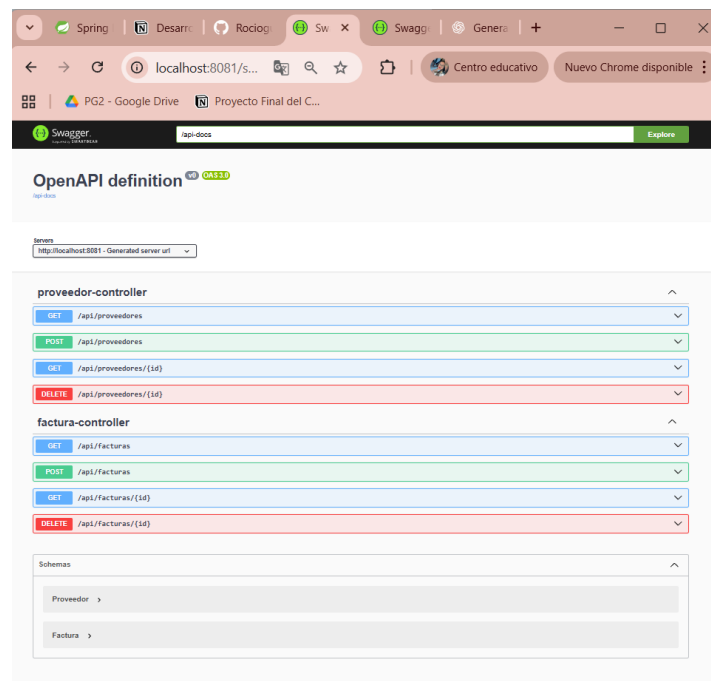 Spring
Desarro
Rociog
Sw
Swagge
Genera
localhost:8081/s...
Centro educativo
Nuevo Chrome disponible
PG2 - Google Drive
Proyecto Final del C...
Swagger
/api-docs
Explore
OpenAPI definition v0 OAS 3.0
/api-docs
Servers
http://localhost:8081 - Generated server url
proveedor-controller
GET /api/proveedores
POST /api/proveedores
GET /api/proveedores/{id}
DELETE /api/proveedores/{id}
factura-controller
GET /api/facturas
POST /api/facturas
GET /api/facturas/{id}
DELETE /api/facturas/{id}
Schemas
Proveedor
Factura